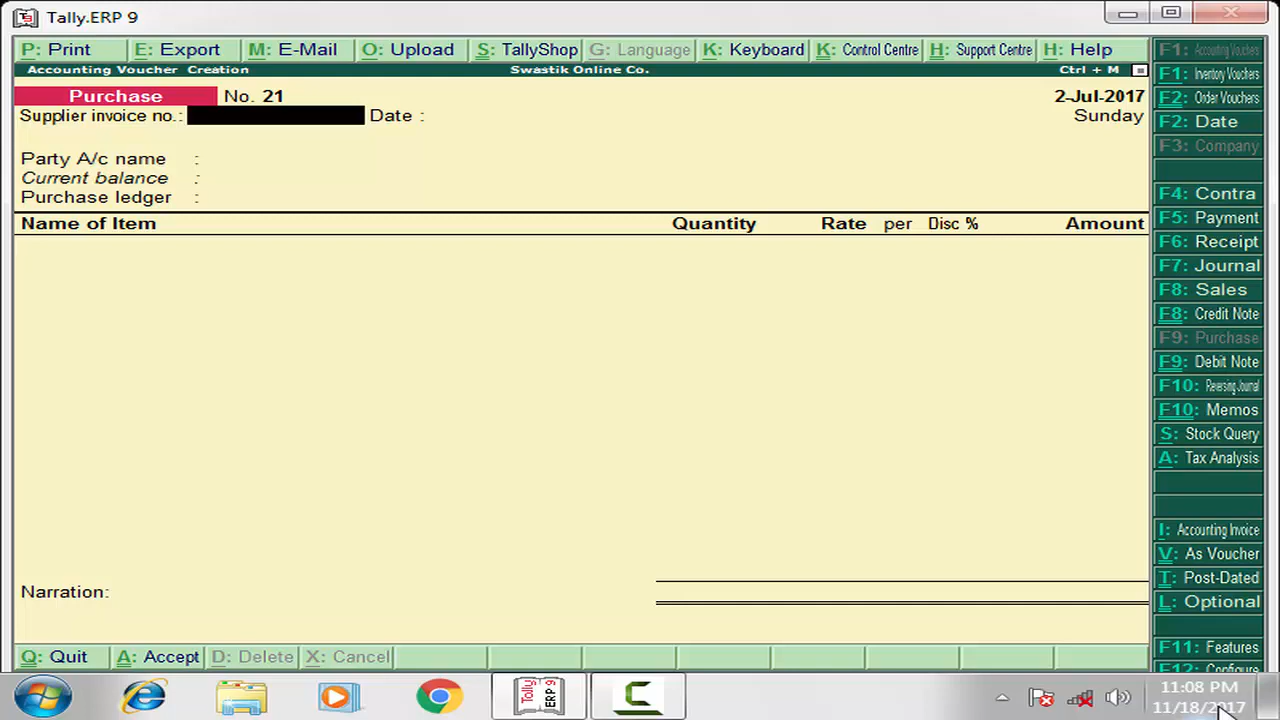 Tally.ERP 9
P: Print E: Export M: E-Mail O: Upload S: TallyShop G: Language K: Keyboard K: Control Centre H: Support Centre H: Help
Accounting Voucher Creation Swastik Online Co. Ctrl + M
Purchase No. 21 2-Jul-2017
Supplier invoice no.: Date : Sunday
Party A/c name :
Current balance :
Purchase ledger :
Name of Item Quantity Rate per Disc % Amount
Narration:
Q: Quit A: Accept D: Delete X: Cancel
F1: Accounting Vouchers
F1: Inventory Vouchers
F2: Order Vouchers
F2: Date
F3: Company
F4: Contra
F5: Payment
F6: Receipt
F7: Journal
F8: Sales
F8: Credit Note
F9: Purchase
F9: Debit Note
F10: Reversing Journal
F10: Memos
S: Stock Query
A: Tax Analysis
I: Accounting Invoice
V: As Voucher
T: Post-Dated
L: Optional
F11: Features
F12: Configure
Tally ERP 9
11:08 PM
11/18/2017